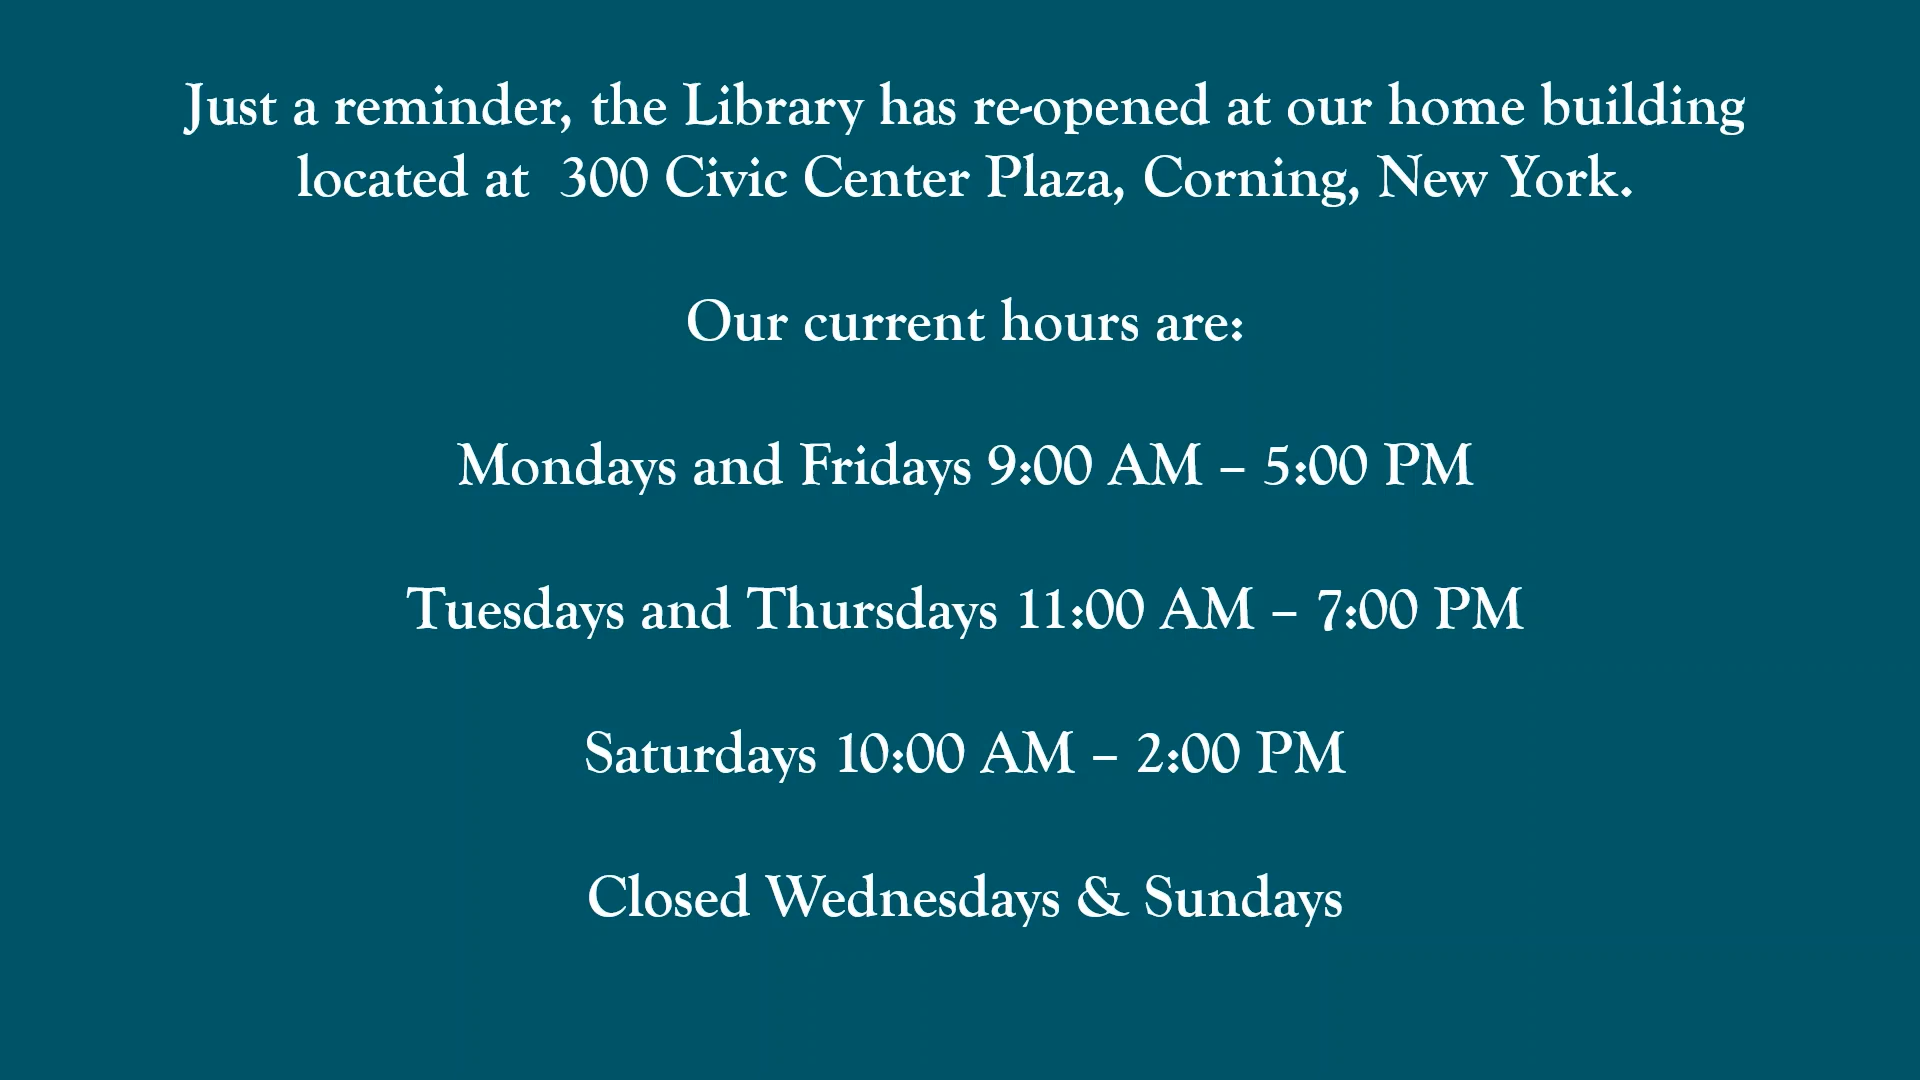 Just a reminder, the Library has re-opened at our home building
located at  300 Civic Center Plaza, Corning, New York.
Our current hours are:
Mondays and Fridays 9:00 AM – 5:00 PM
Tuesdays and Thursdays 11:00 AM – 7:00 PM
Saturdays 10:00 AM – 2:00 PM
Closed Wednesdays & Sundays